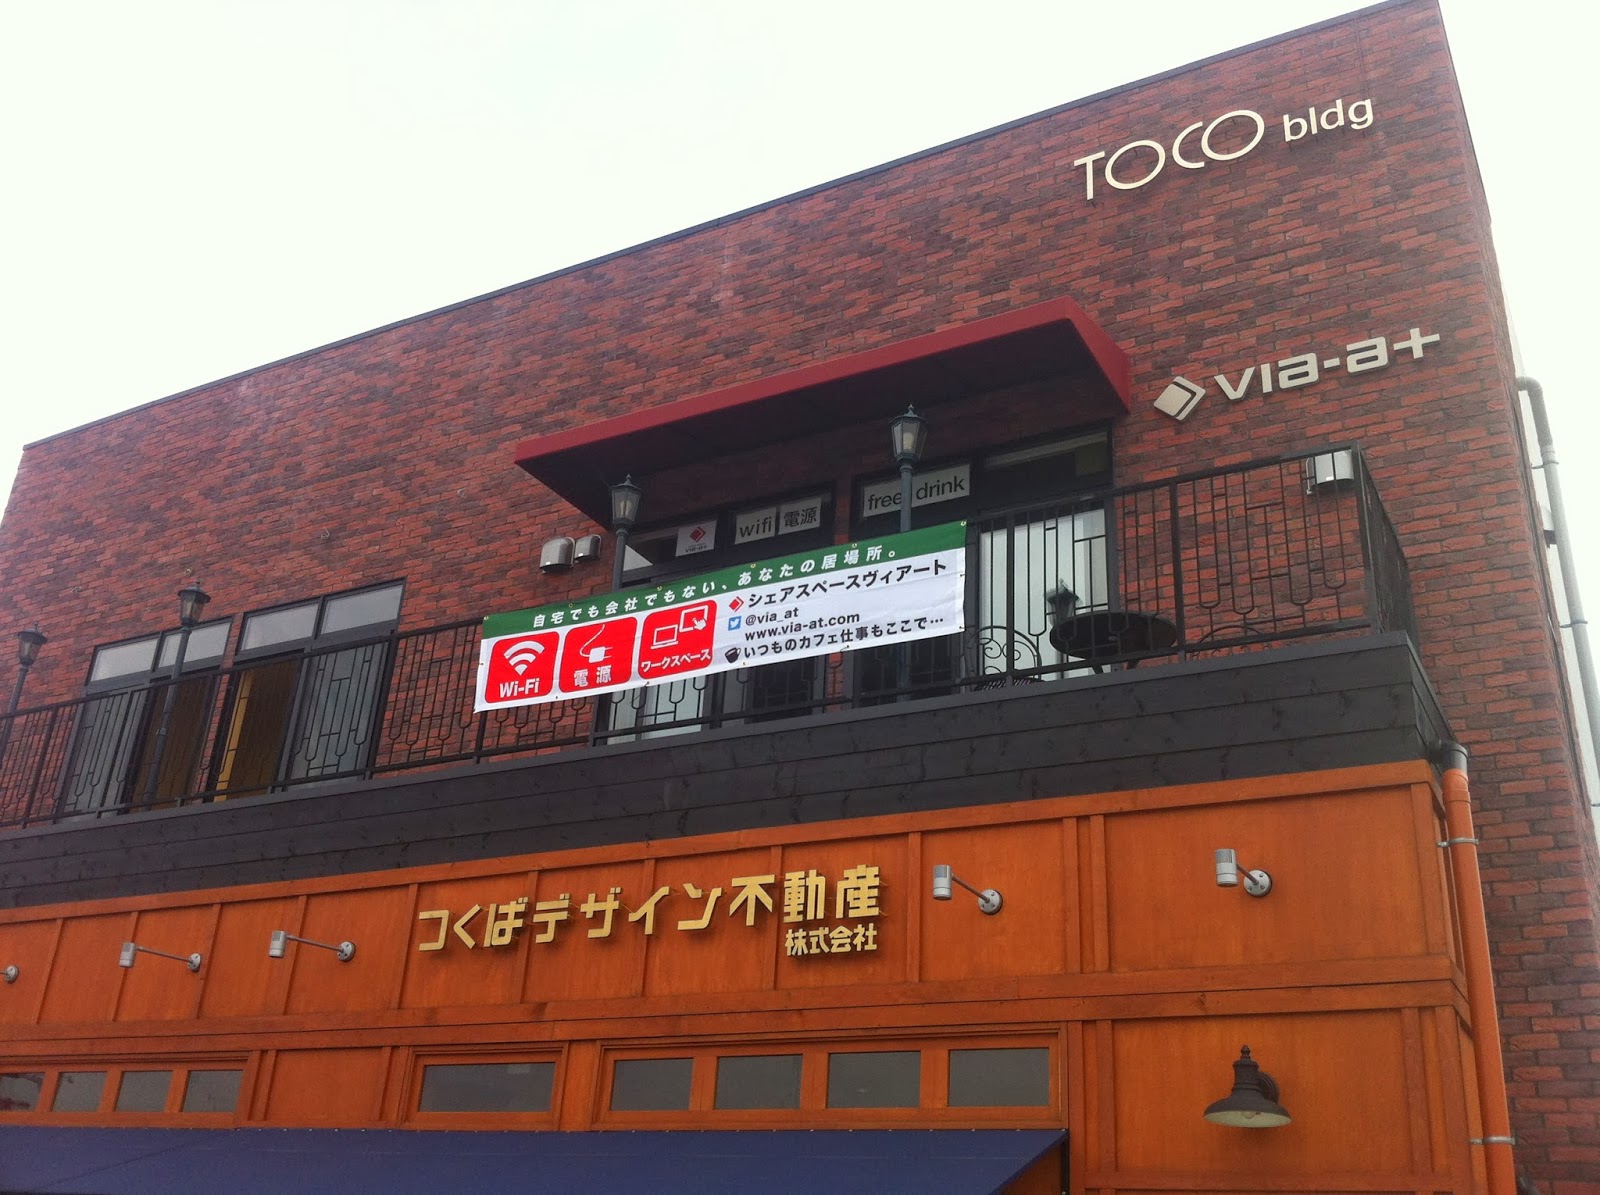 TOCO bldg
via-a+
free drink
wifi 電源
via-a+
自宅でも会社でもない、あなたの居場所。
シェアスペースヴィアート
@via_at
www.via-at.com
いつものカフェ仕事もここで…
Wi-Fi
電源
ワークスペース
つくばデザイン不動産
株式会社